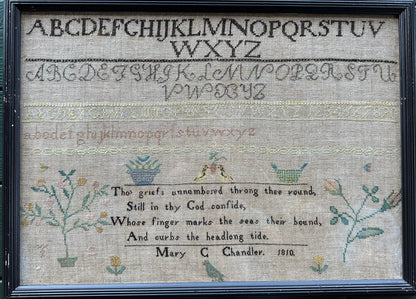 ABCDEFGHIJKLMNOPQRSTUV
WXYZ
ABCDEFGHIJKLMNOPQRSTU
VWXYZ
abcdefghijklmnopqrstuvwxyz
Tho' griefs unnumbered throng thee round,
Still in thy God confide,
Whose finger marks the seas their bound,
And curbs the headlong tide.
Mary C Chandler. 1810.